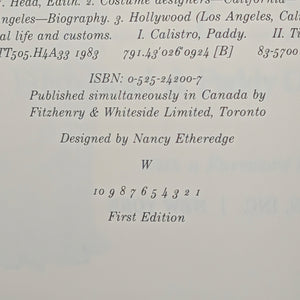 Head, Edith. 2. Costume designers—California—
ngeles—Biography. 3. Hollywood (Los Angeles, Cal
al life and customs. I. Calistro, Paddy. II. Ti
TT505.H4A33 1983 791.43'026'0924 [B] 83-5700
ISBN: 0-525-24200-7
Published simultaneously in Canada by
Fitzhenry & Whiteside Limited, Toronto
Designed by Nancy Etheredge
W
10 9 8 7 6 5 4 3 2 1
First Edition